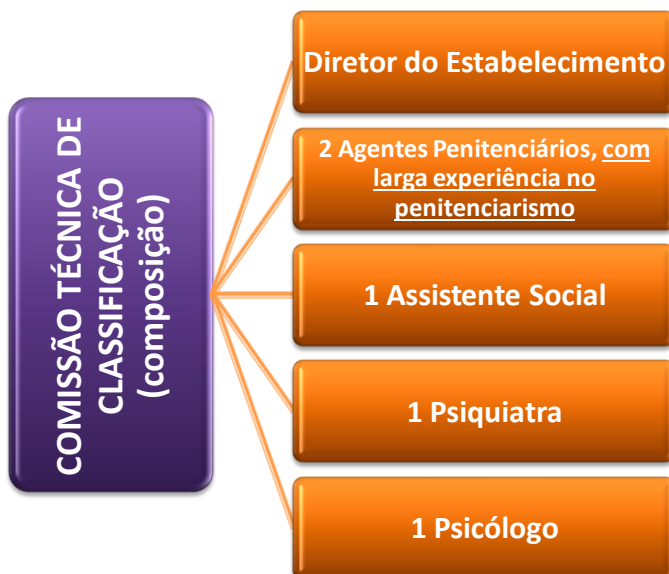 COMISSÃO TÉCNICA DE
CLASSIFICAÇÃO
(composição)
Diretor do Estabelecimento
2 Agentes Penitenciários, com
larga experiência no
penitenciarismo
1 Assistente Social
1 Psiquiatra
1 Psicólogo